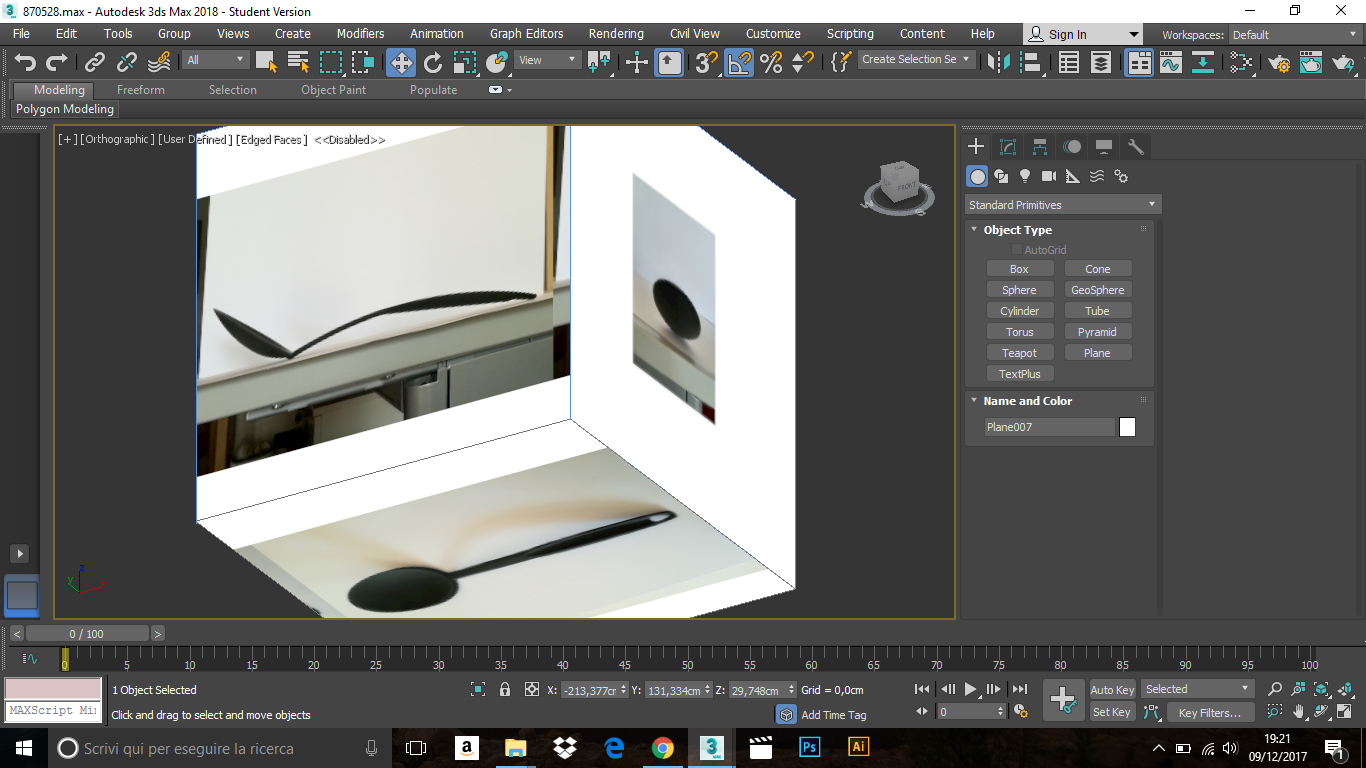 870528.max - Autodesk 3ds Max 2018 - Student Version
File Edit Tools Group Views Create Modifiers Animation Graph Editors Rendering Civil View Customize Scripting Content Help Sign In Workspaces: Default
All View Create Selection Se
Modeling Freeform Selection Object Paint Populate
Polygon Modeling
[+] [Orthographic] [User Defined] [Edged Faces] <<Disabled>>
FRONT
Standard Primitives
Object Type
AutoGrid
Box Cone
Sphere GeoSphere
Cylinder Tube
Torus Pyramid
Teapot Plane
TextPlus
Name and Color
Plane007
z
y
x
< 0 / 100 >
0 5 10 15 20 25 30 35 40 45 50 55 60 65 70 75 80 85 90 95 100
1 Object Selected X: -213,377cm Y: 131,334cm Z: 29,748cm Grid = 0,0cm Auto Key Selected
MAXScript Mi
Click and drag to select and move objects Add Time Tag 0 Set Key Key Filters...
Scrivi qui per eseguire la ricerca
a 3 MAX Ps Ai
19:21
09/12/2017
1